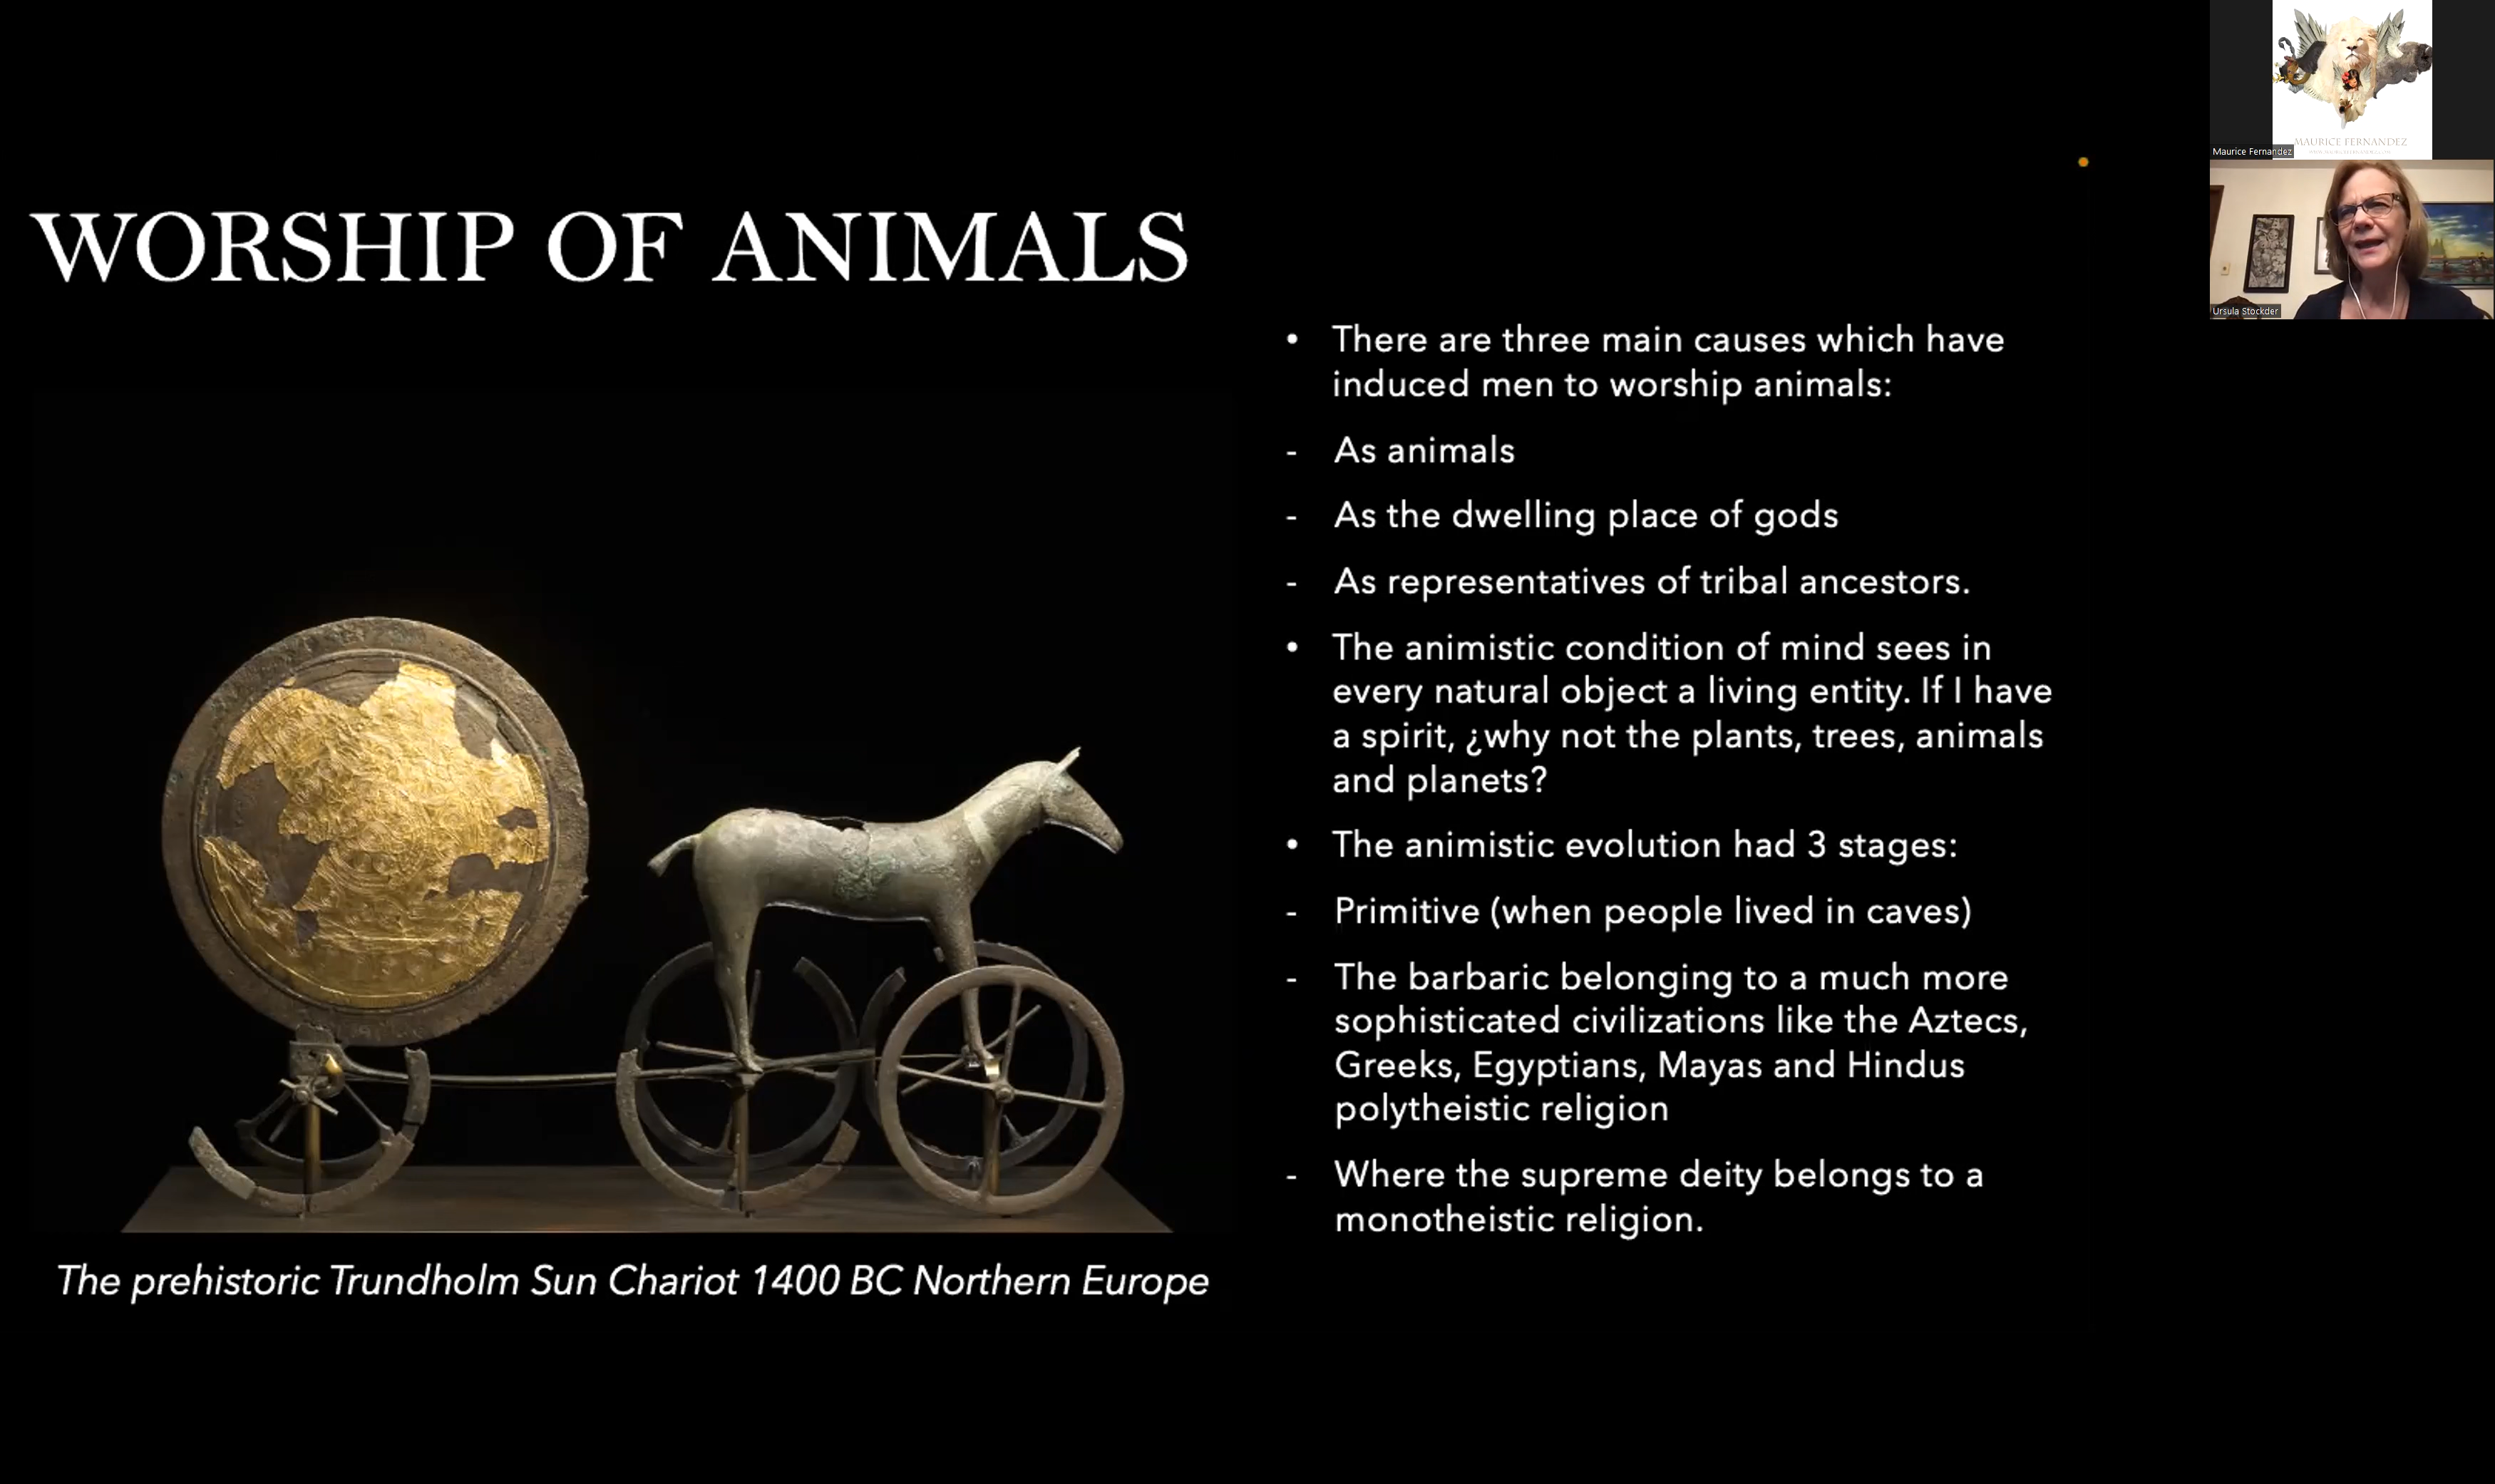 WORSHIP OF ANIMALS
There are three main causes which have
induced men to worship animals:
- As animals
- As the dwelling place of gods
- As representatives of tribal ancestors.
The animistic condition of mind sees in
every natural object a living entity. If I have
a spirit, ¿why not the plants, trees, animals
and planets?
The animistic evolution had 3 stages:
- Primitive (when people lived in caves)
- The barbaric belonging to a much more
sophisticated civilizations like the Aztecs,
Greeks, Egyptians, Mayas and Hindus
polytheistic religion
- Where the supreme deity belongs to a
monotheistic religion.
The prehistoric Trundholm Sun Chariot 1400 BC Northern Europe
MAURICE FERNANDEZ
Maurice Fernandez
Ursula Stockder